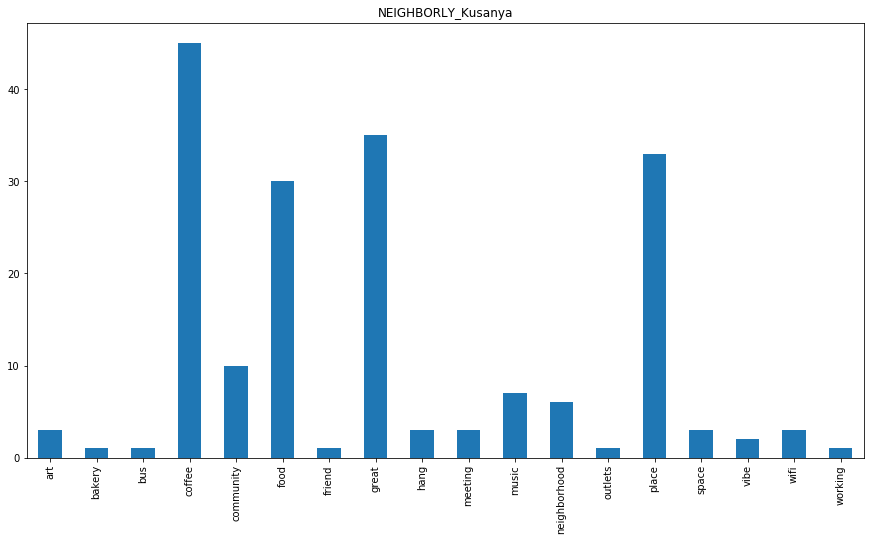 NEIGHBORLY_Kusanya
40
30
20
10
0
art
bakery
bus
coffee
community
food
friend
great
hang
meeting
music
neighborhood
outlets
place
space
vibe
wifi
working